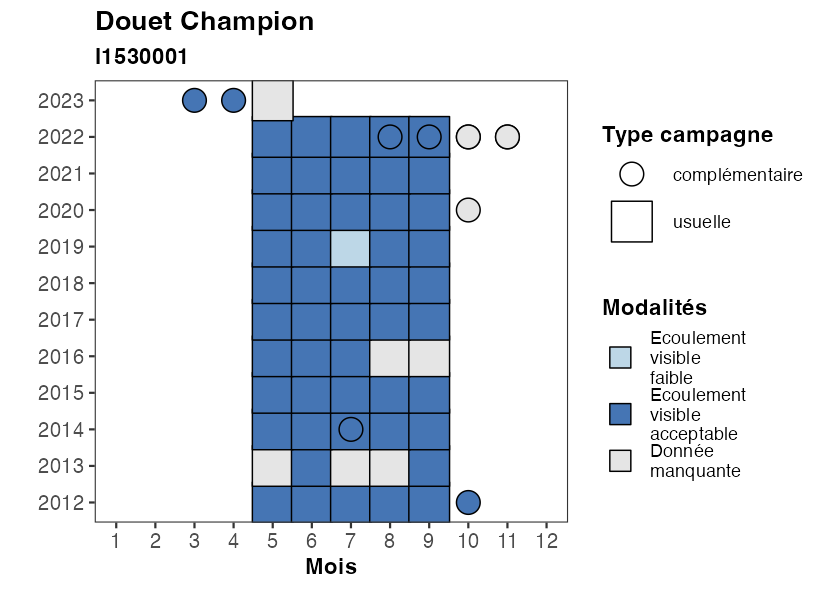 Douet Champion
I1530001
2023
2022
2021
2020
2019
2018
2017
2016
2015
2014
2013
2012
1 2 3 4 5 6 7 8 9 10 11 12
Mois
Type campagne
complémentaire
usuelle
Modalités
Ecoulement
visible
faible
Ecoulement
visible
acceptable
Donnée
manquante